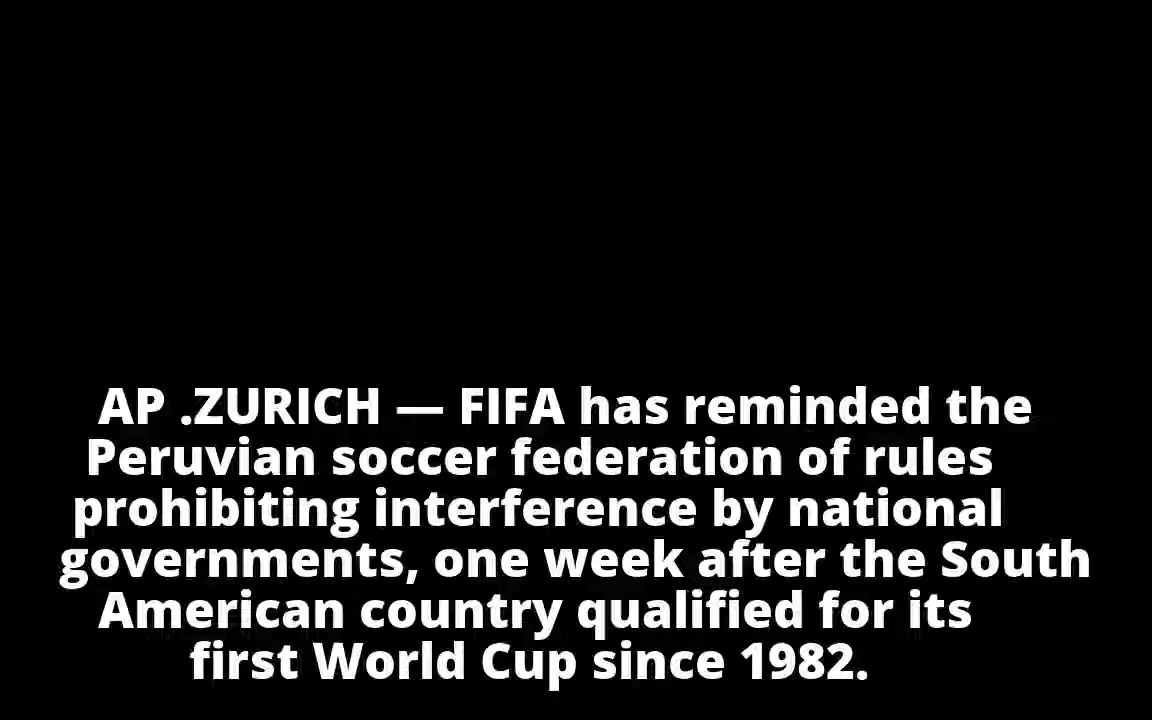 AP .ZURICH — FIFA has reminded the
Peruvian soccer federation of rules
prohibiting interference by national
governments, one week after the South
American country qualified for its
first World Cup since 1982.